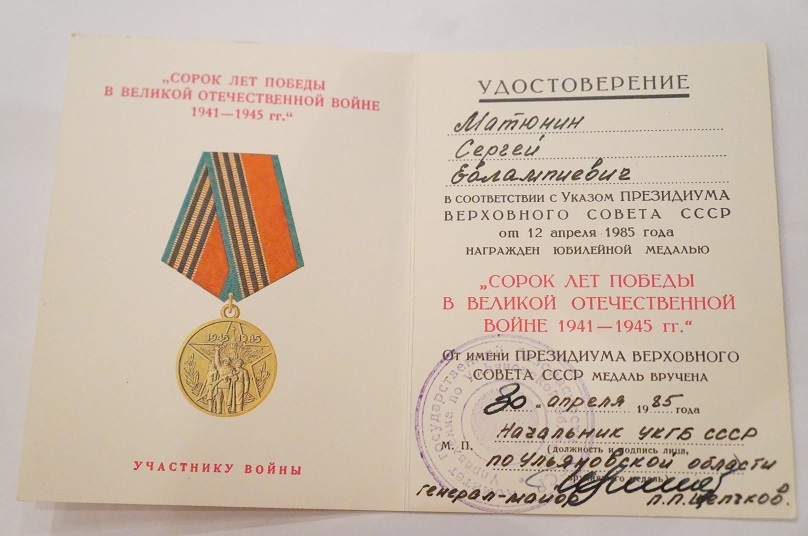 „СОРОК ЛЕТ ПОБЕДЫ
В ВЕЛИКОЙ ОТЕЧЕСТВЕННОЙ ВОЙНЕ
1941—1945 гг.“
1945 1985
УЧАСТНИКУ ВОЙНЫ
УДОСТОВЕРЕНИЕ
Матюнин
Сергей
Евлампиевич
В СООТВЕТСТВИИ С УКАЗОМ ПРЕЗИДИУМА
ВЕРХОВНОГО СОВЕТА СССР
от 12 апреля 1985 года
НАГРАЖДЕН ЮБИЛЕЙНОЙ МЕДАЛЬЮ
„СОРОК ЛЕТ ПОБЕДЫ
В ВЕЛИКОЙ ОТЕЧЕСТВЕННОЙ
ВОЙНЕ 1941—1945 гг.“
От имени ПРЕЗИДИУМА ВЕРХОВНОГО
СОВЕТА СССР МЕДАЛЬ ВРУЧЕНА
30 апреля 1985 года
Начальник УКГБ СССР
М. П. (должность и подпись лица,
по Ульяновской области
генерал-майор П.П.